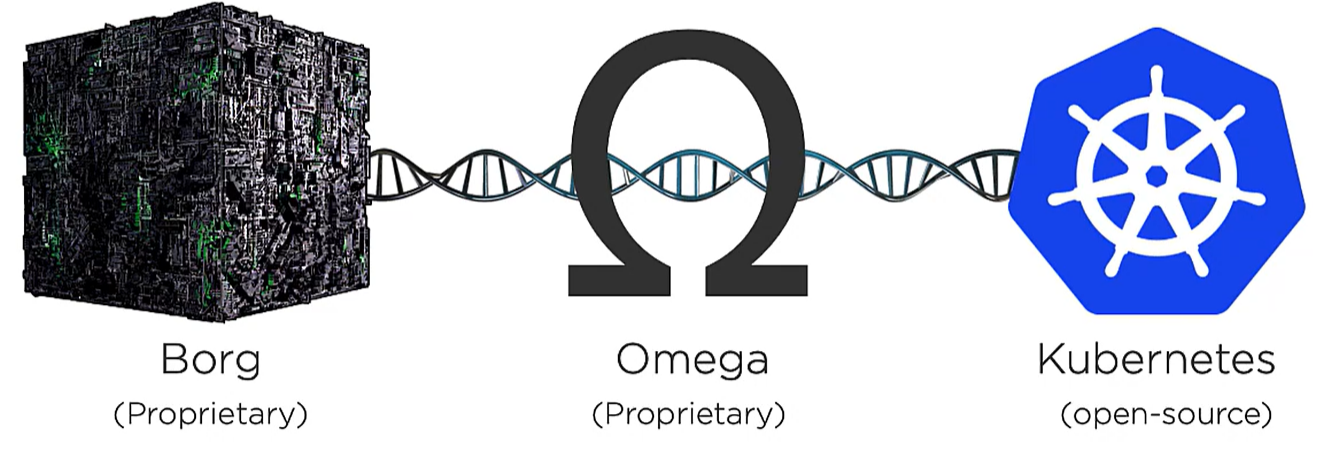 Borg
(Proprietary)
Omega
(Proprietary)
Kubernetes
(open-source)